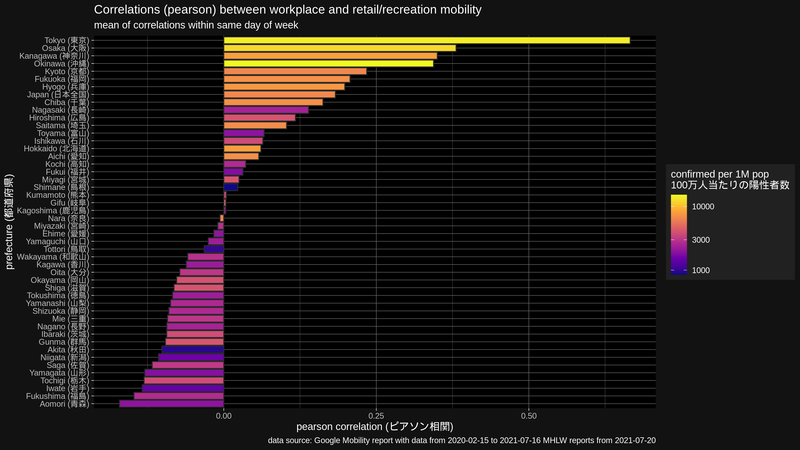 Correlations (pearson) between workplace and retail/recreation mobility
mean of correlations within same day of week
prefecture (都道府県)
Tokyo (東京)
Osaka (大阪)
Kanagawa (神奈川)
Okinawa (沖縄)
Kyoto (京都)
Fukuoka (福岡)
Hyogo (兵庫)
Japan (日本全国)
Chiba (千葉)
Nagasaki (長崎)
Hiroshima (広島)
Saitama (埼玉)
Toyama (富山)
Ishikawa (石川)
Hokkaido (北海道)
Aichi (愛知)
Kochi (高知)
Fukui (福井)
Miyagi (宮城)
Shimane (島根)
Kumamoto (熊本)
Gifu (岐阜)
Kagoshima (鹿児島)
Nara (奈良)
Miyazaki (宮崎)
Ehime (愛媛)
Yamaguchi (山口)
Tottori (鳥取)
Wakayama (和歌山)
Kagawa (香川)
Oita (大分)
Okayama (岡山)
Shiga (滋賀)
Tokushima (徳島)
Yamanashi (山梨)
Shizuoka (静岡)
Mie (三重)
Nagano (長野)
Ibaraki (茨城)
Gunma (群馬)
Akita (秋田)
Niigata (新潟)
Saga (佐賀)
Yamagata (山形)
Tochigi (栃木)
Iwate (岩手)
Fukushima (福島)
Aomori (青森)
0.00
0.25
0.50
pearson correlation (ピアソン相関)
confirmed per 1M pop
100万人当たりの陽性者数
10000
3000
1000
data source: Google Mobility report with data from 2020-02-15 to 2021-07-16 MHLW reports from 2021-07-20